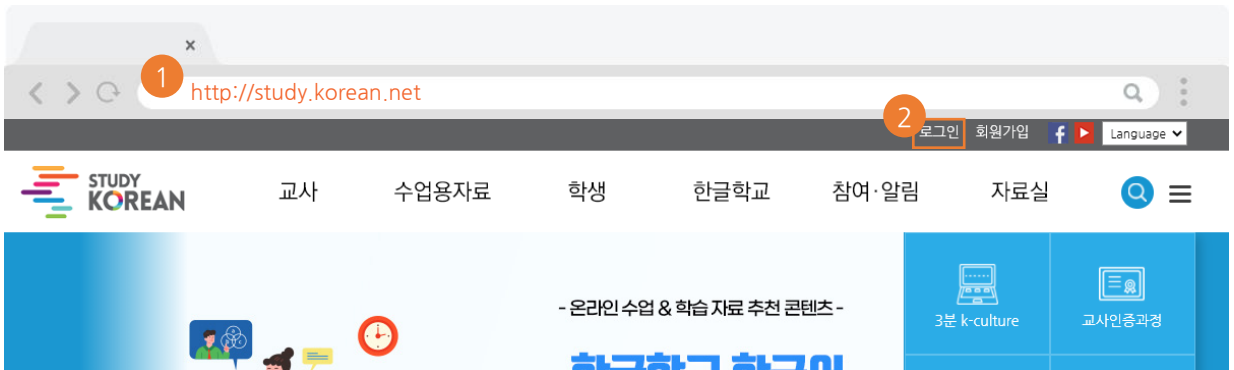 ×
1
http://study.korean.net
2
로그인 회원가입 f Language
STUDY
KOREAN
교사 수업용자료 학생 한글학교 참여·알림 자료실
- 온라인 수업 & 학습 자료 추천 콘텐츠 -
3분 k-culture 교사인증과정